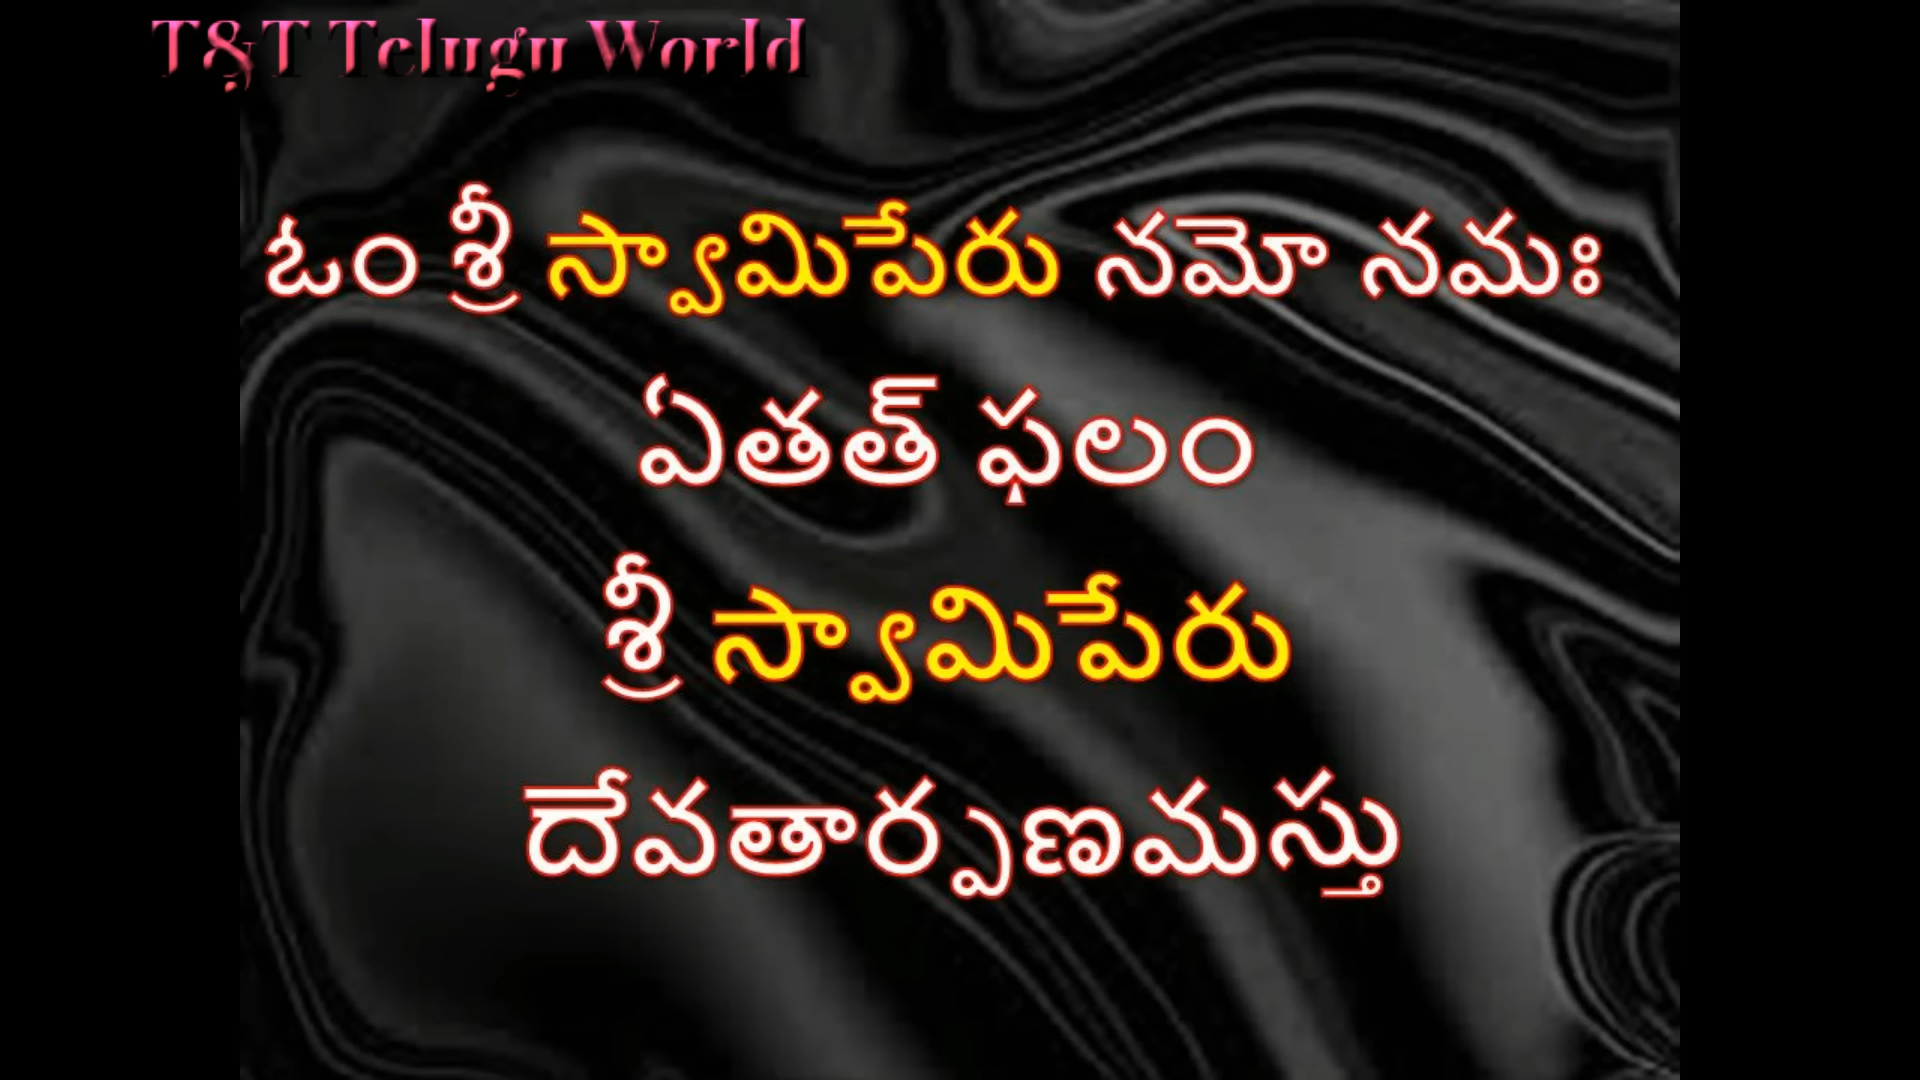 T&T Telugu World
ఓం శ్రీ స్వామిపేరు నమో నమః
ఏతత్ ఫలం
శ్రీ స్వామిపేరు
దేవతార్పణమస్తు